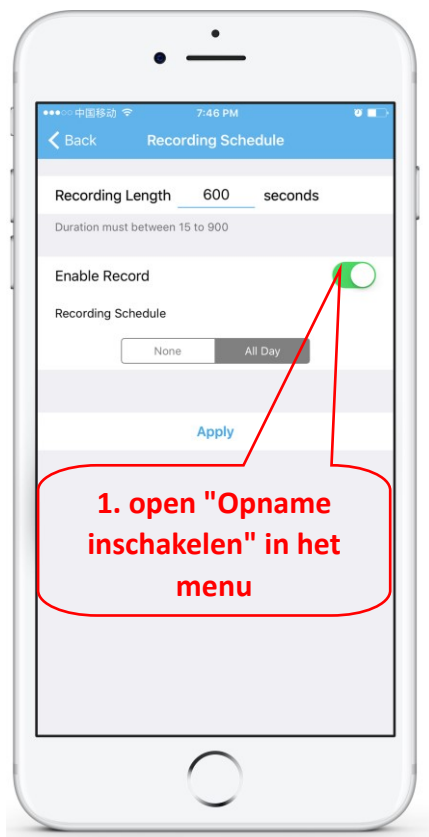 中国移动 7:46 PM
Back Recording Schedule
Recording Length 600 seconds
Duration must between 15 to 900
Enable Record
Recording Schedule
None All Day
Apply
1. open "Opname
inschakelen" in het
menu